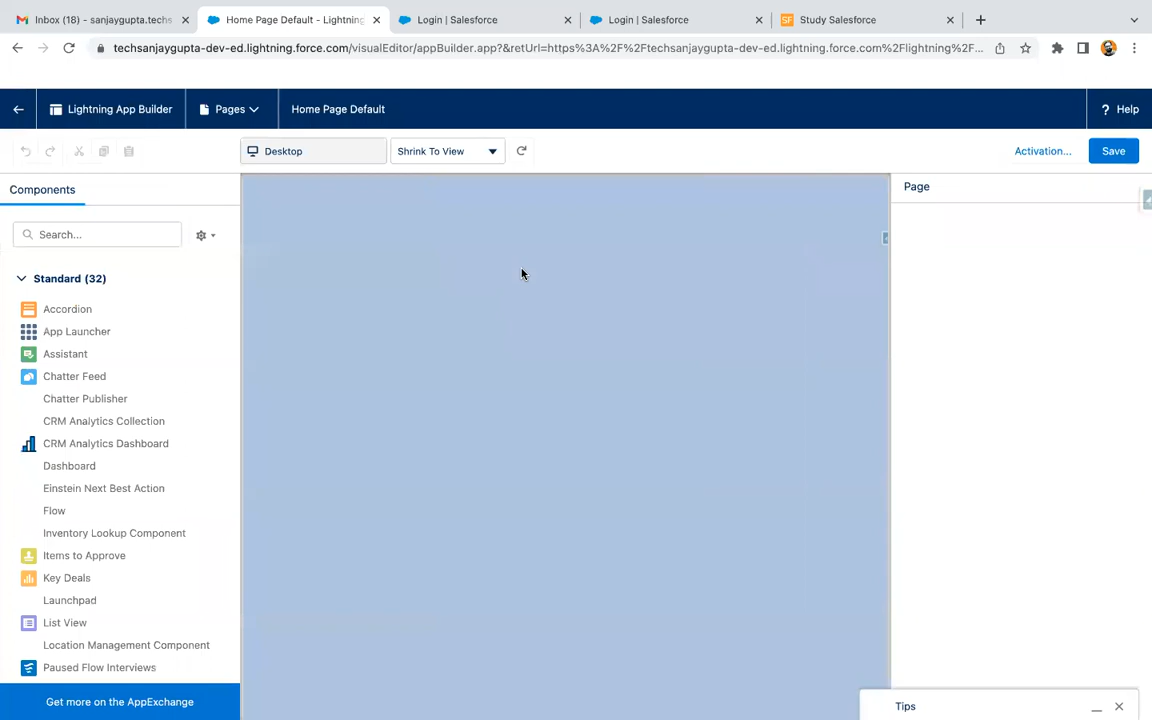 Inbox (18) - sanjaygupta.techs
Home Page Default - Lightning
Login | Salesforce
Login | Salesforce
SF Study Salesforce
techsanjaygupta-dev-ed.lightning.force.com/visualEditor/appBuilder.app?&retUrl=https%3A%2F%2Ftechsanjaygupta-dev-ed.lightning.force.com%2Flightning%2F...
Lightning App Builder
Pages
Home Page Default
? Help
Desktop
Shrink To View
Activation...
Save
Components
Page
Search...
Standard (32)
Accordion
App Launcher
Assistant
Chatter Feed
Chatter Publisher
CRM Analytics Collection
CRM Analytics Dashboard
Dashboard
Einstein Next Best Action
Flow
Inventory Lookup Component
Items to Approve
Key Deals
Launchpad
List View
Location Management Component
Paused Flow Interviews
Get more on the AppExchange
Tips